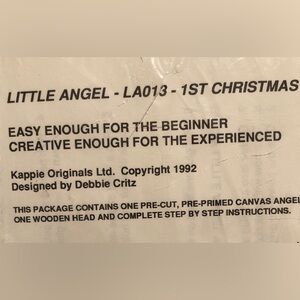 LITTLE ANGEL - LA013 - 1ST CHRISTMAS
EASY ENOUGH FOR THE BEGINNER
CREATIVE ENOUGH FOR THE EXPERIENCED
Kappie Originals Ltd. Copyright 1992
Designed by Debbie Critz
THIS PACKAGE CONTAINS ONE PRE-CUT, PRE-PRIMED CANVAS ANGEL
ONE WOODEN HEAD AND COMPLETE STEP BY STEP INSTRUCTIONS.